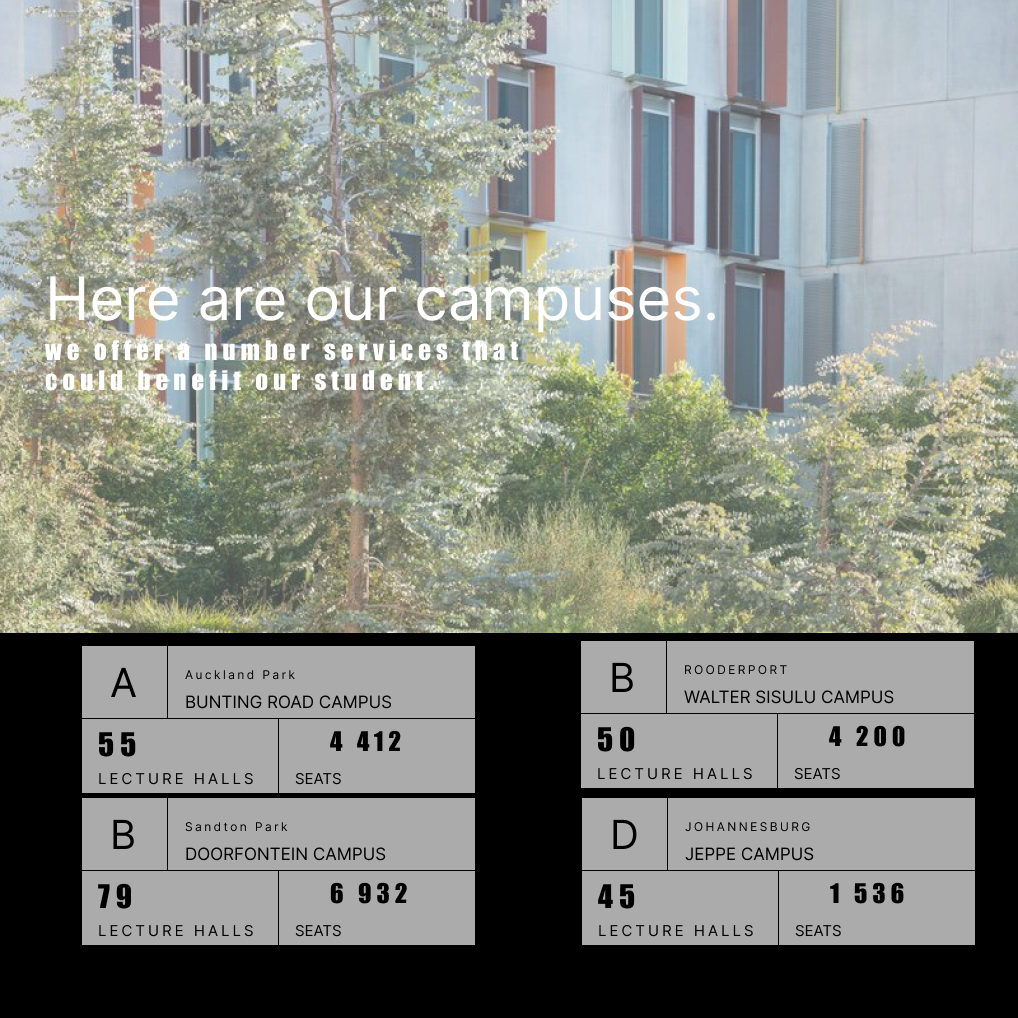 Here are our campuses.
we offer a number services that
could benefit our student.
A
Auckland Park
BUNTING ROAD CAMPUS
55
LECTURE HALLS
4 412
SEATS
B
ROODERPORT
WALTER SISULU CAMPUS
50
LECTURE HALLS
4 200
SEATS
B
Sandton Park
DOORFONTEIN CAMPUS
79
LECTURE HALLS
6 932
SEATS
D
JOHANNESBURG
JEPPE CAMPUS
45
LECTURE HALLS
1 536
SEATS